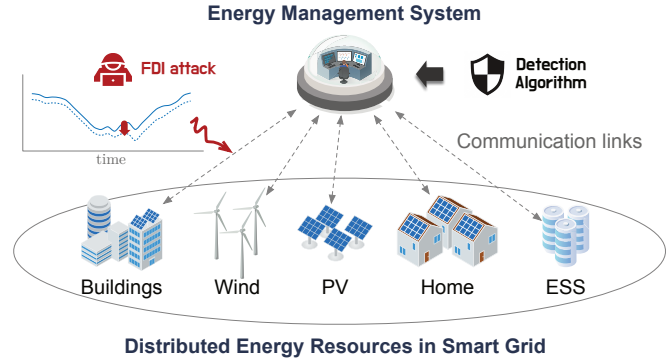 Energy Management System
FDI attack
time
Detection
Algorithm
Communication links
Buildings
Wind
PV
Home
ESS
Distributed Energy Resources in Smart Grid